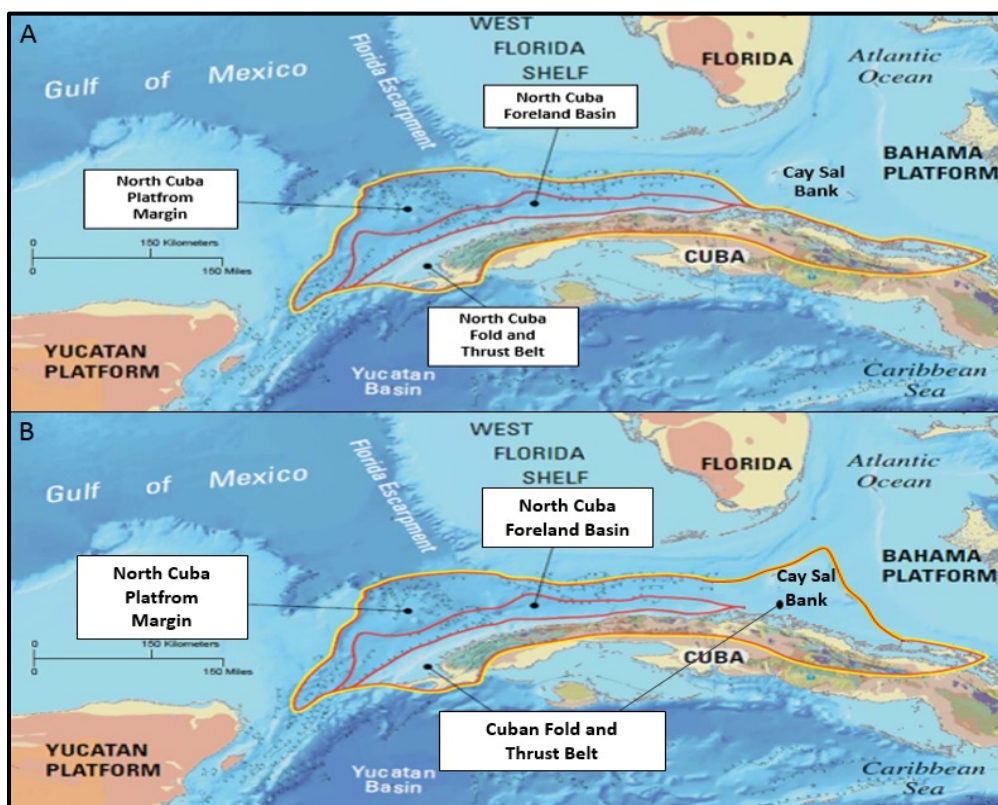 A
WEST
FLORIDA
SHELF
FLORIDA
Atlantic
Ocean
Gulf of Mexico
Florida Escarpment
North Cuba
Foreland Basin
BAHAMA
PLATFORM
Cay Sal
Bank
North Cuba
Platfrom
Margin
0
150 Kilometers
0
150 Miles
CUBA
North Cuba
Fold and
Thrust Belt
YUCATAN
PLATFORM
Yucatan
Basin
Caribbean
Sea
B
WEST
FLORIDA
SHELF
FLORIDA
Atlantic
Ocean
Gulf of Mexico
Florida Escarpment
North Cuba
Foreland Basin
BAHAMA
PLATFORM
Cay Sal
Bank
North Cuba
Platfrom
Margin
0
150 Kilometers
0
150 Miles
CUBA
Cuban Fold and
Thrust Belt
YUCATAN
PLATFORM
Yucatan
Basin
Caribbean
Sea